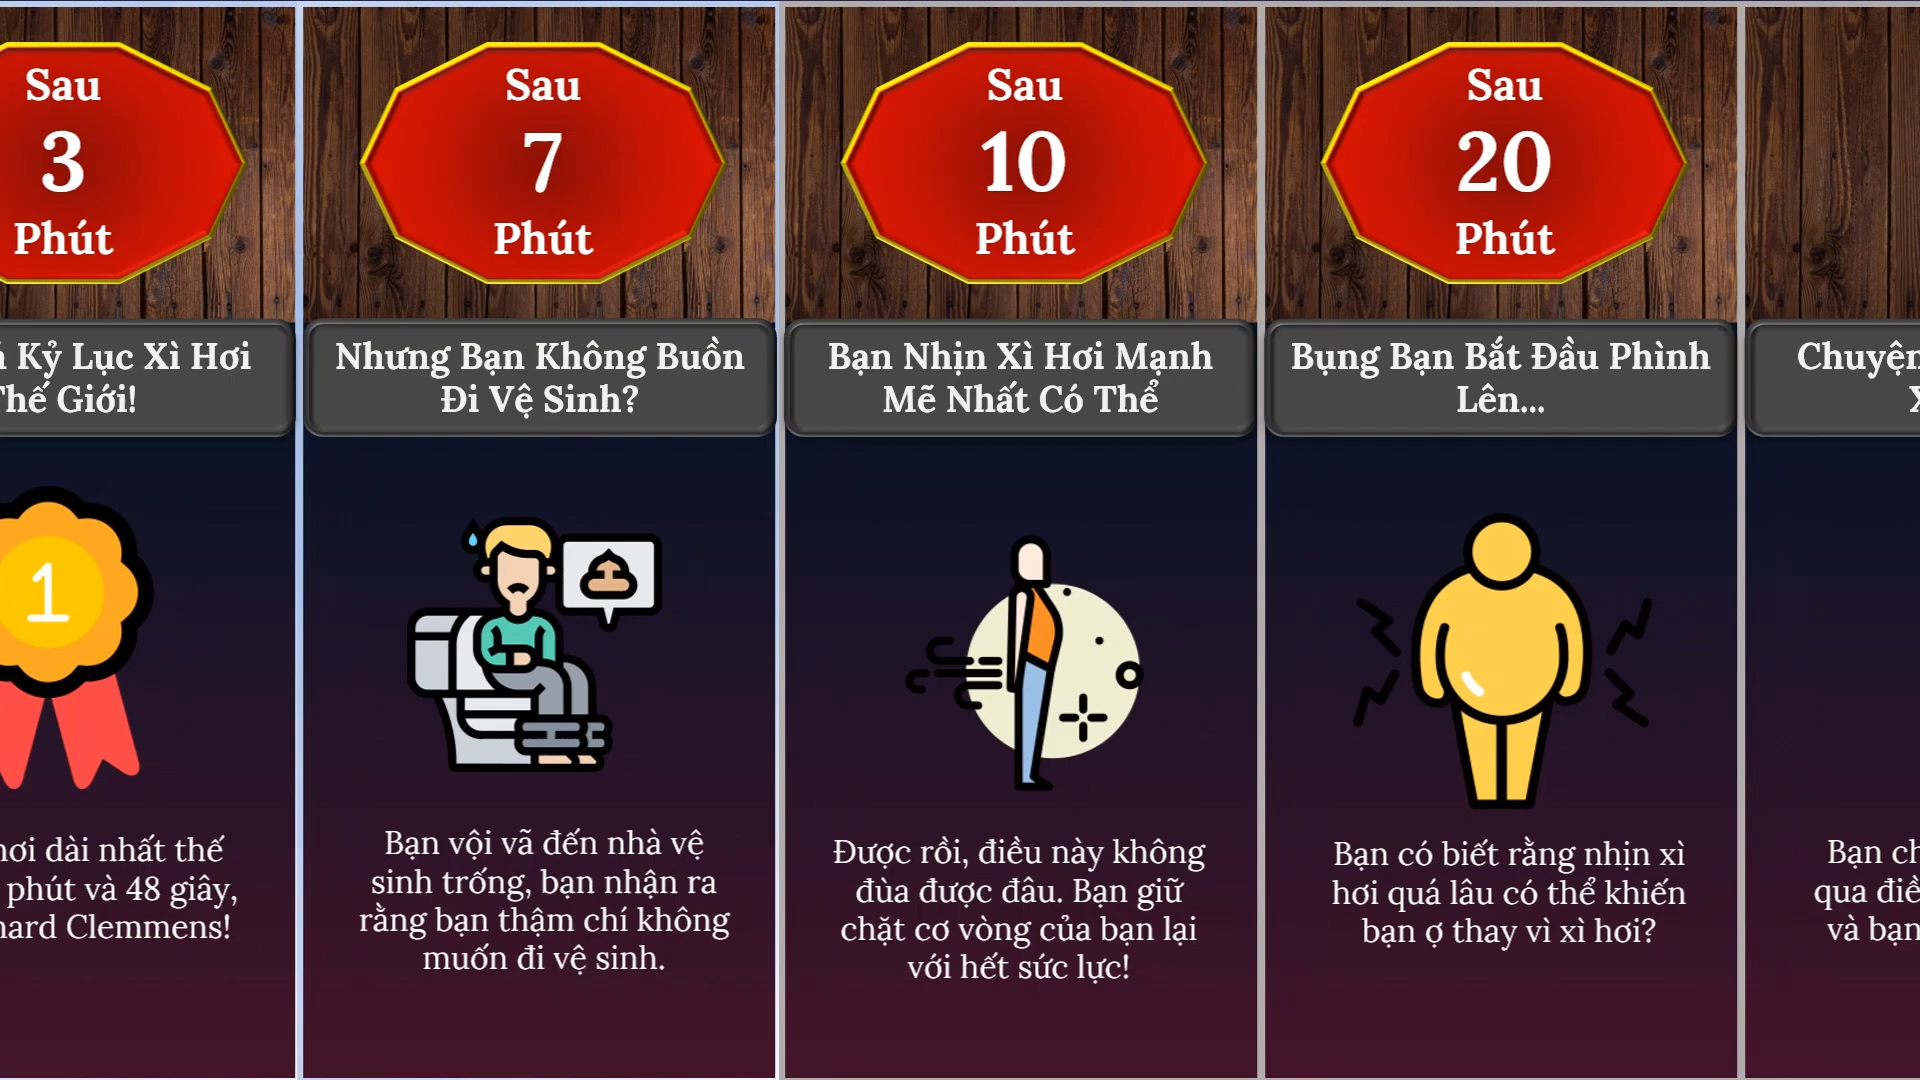 Sau
3
Phút
Kỷ Lục Xì Hơi
Thế Giới!
1
hơi dài nhất thế
phút và 48 giây,
hard Clemmens!
Sau
7
Phút
Nhưng Bạn Không Buồn
Đi Vệ Sinh?
Bạn vội vã đến nhà vệ
sinh trống, bạn nhận ra
rằng bạn thậm chí không
muốn đi vệ sinh.
Sau
10
Phút
Bạn Nhịn Xì Hơi Mạnh
Mẽ Nhất Có Thể
Được rồi, điều này không
đùa được đâu. Bạn giữ
chặt cơ vòng của bạn lại
với hết sức lực!
Sau
20
Phút
Bụng Bạn Bắt Đầu Phình
Lên...
Bạn có biết rằng nhịn xì
hơi quá lâu có thể khiến
bạn ợ thay vì xì hơi?
Chuyện
Bạn ch
qua điề
và bạn